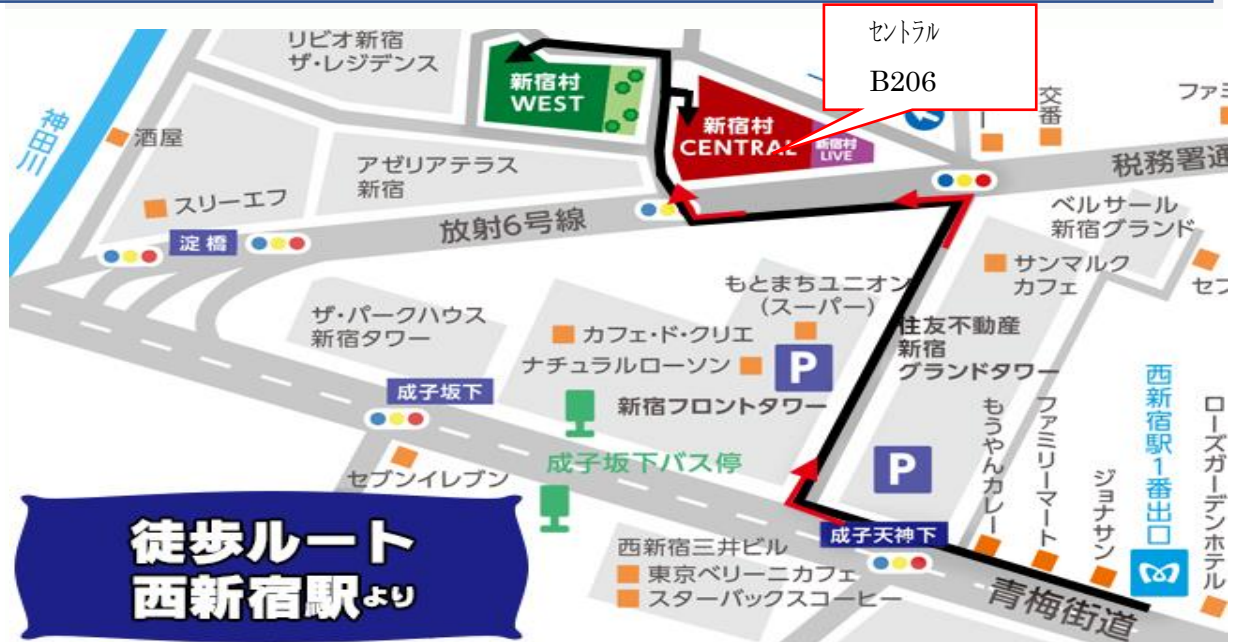 セントラル
B206
リビオ新宿
ザ・レジデンス
新宿村
WEST
新宿村
CENTRAL
新宿村
LIVE
交番
税務署通
神田川
酒屋
アゼリアテラス
新宿
スリーエフ
淀橋
放射6号線
ベルサール
新宿グランド
サンマルク
カフェ
もとまちユニオン
(スーパー)
ザ・パークハウス
新宿タワー
カフェ・ド・クリエ
ナチュラルローソン
P
住友不動産
新宿
グランドタワー
成子坂下
新宿フロントタワー
セブンイレブン
成子坂下バス停
P
もうやんカレー
ファミリーマート
ジョナサン
西新宿駅1番出口
ローズガーデンホテル
成子天神下
西新宿三井ビル
東京ベリーニカフェ
スターバックスコーヒー
青梅街道
徒歩ルート
西新宿駅より